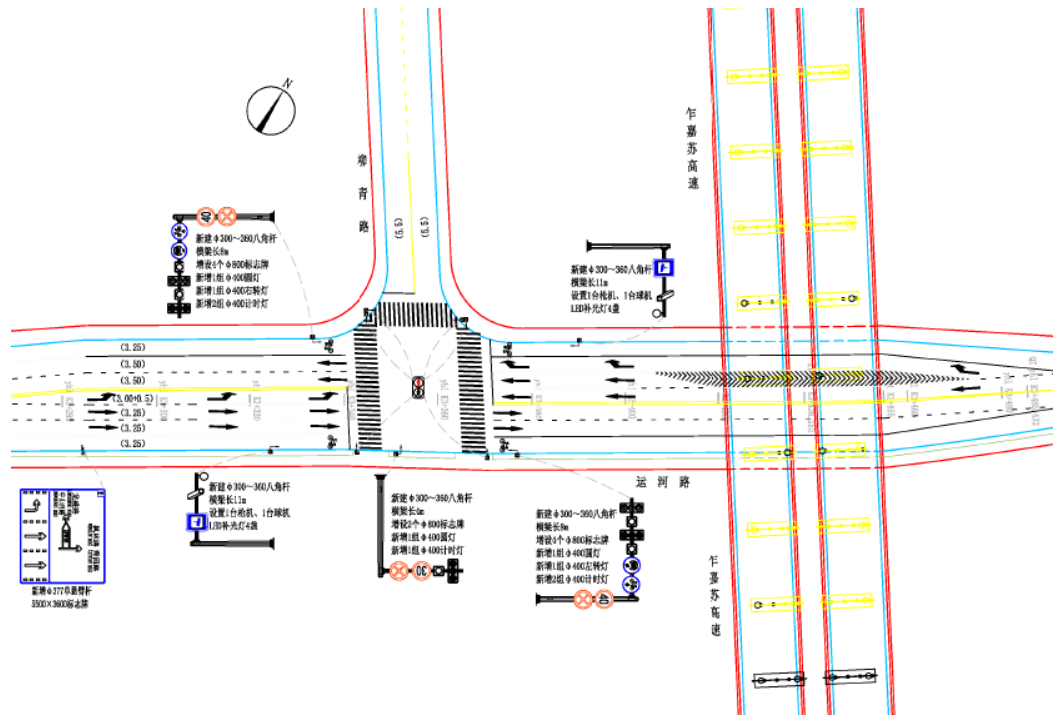 N
柳青路
乍嘉苏高速
(5.5)
(5.5)
40
新建φ300~360八角杆
横梁长8m
增设4个φ800标志牌
新增1组φ400圆灯
新增1组φ400右转灯
新增2组φ400计时灯
新建φ300~360八角杆
横梁长11m
设置1台枪机、1台球机
LED补光灯4盏
(3.25)
(3.50)
(3.50)
(3.00+0.5)
(3.25)
(3.25)
运河路
新建φ300~360八角杆
横梁长11m
设置1台枪机、1台球机
LED补光灯4盏
新建φ300~360八角杆
横梁长6m
增设2个φ800标志牌
新增1组φ400圆灯
新增1组φ400计时灯
30
新建φ300~360八角杆
横梁长8m
增设4个φ800标志牌
新增1组φ400圆灯
新增1组φ400左转灯
新增2组φ400计时灯
40
乍嘉苏高速
新增φ377单悬臂杆
5500×3600标志牌